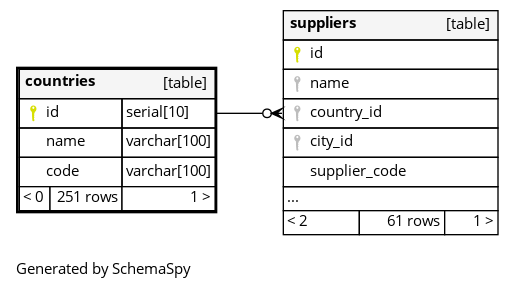 suppliers [table]
id
name
country_id
city_id
supplier_code
...
< 2 61 rows 1 >
countries [table]
id serial[10]
name varchar[100]
code varchar[100]
< 0 251 rows 1 >
Generated by SchemaSpy